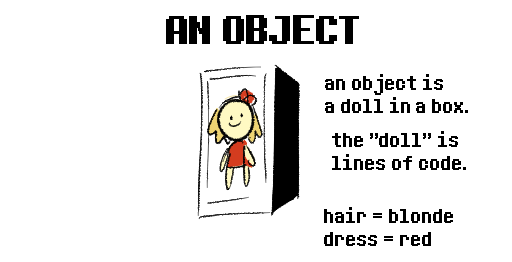 AN OBJECT
an object is
a doll in a box.
the "doll" is
lines of code.
hair = blonde
dress = red